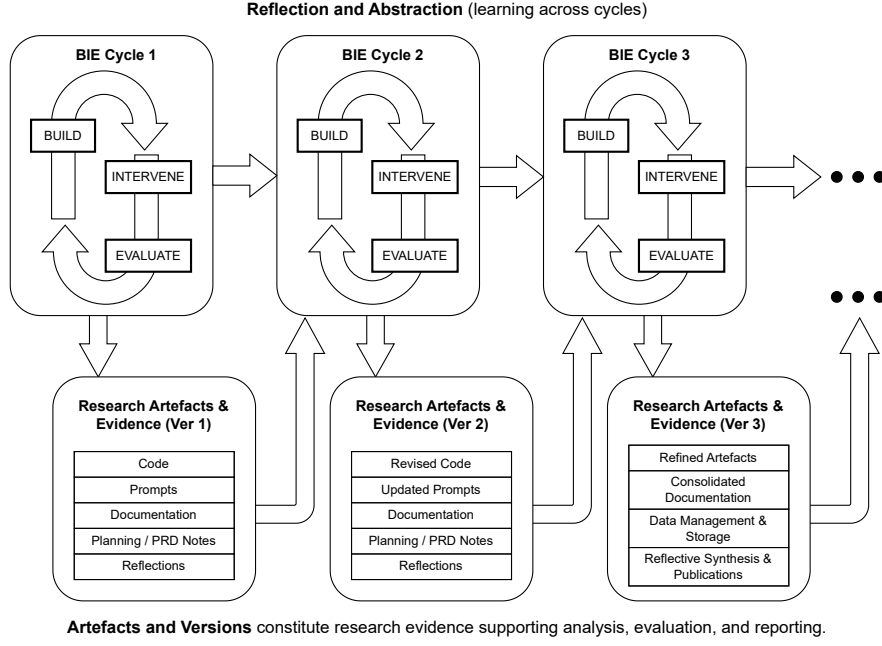 Reflection and Abstraction (learning across cycles)
BIE Cycle 1
BUILD
INTERVENE
EVALUATE
BIE Cycle 2
BUILD
INTERVENE
EVALUATE
BIE Cycle 3
BUILD
INTERVENE
EVALUATE
Research Artefacts &
Evidence (Ver 1)
Code
Prompts
Documentation
Planning / PRD Notes
Reflections
Research Artefacts &
Evidence (Ver 2)
Revised Code
Updated Prompts
Documentation
Planning / PRD Notes
Reflections
Research Artefacts &
Evidence (Ver 3)
Refined Artefacts
Consolidated
Documentation
Data Management &
Storage
Reflective Synthesis &
Publications
Artefacts and Versions constitute research evidence supporting analysis, evaluation, and reporting.